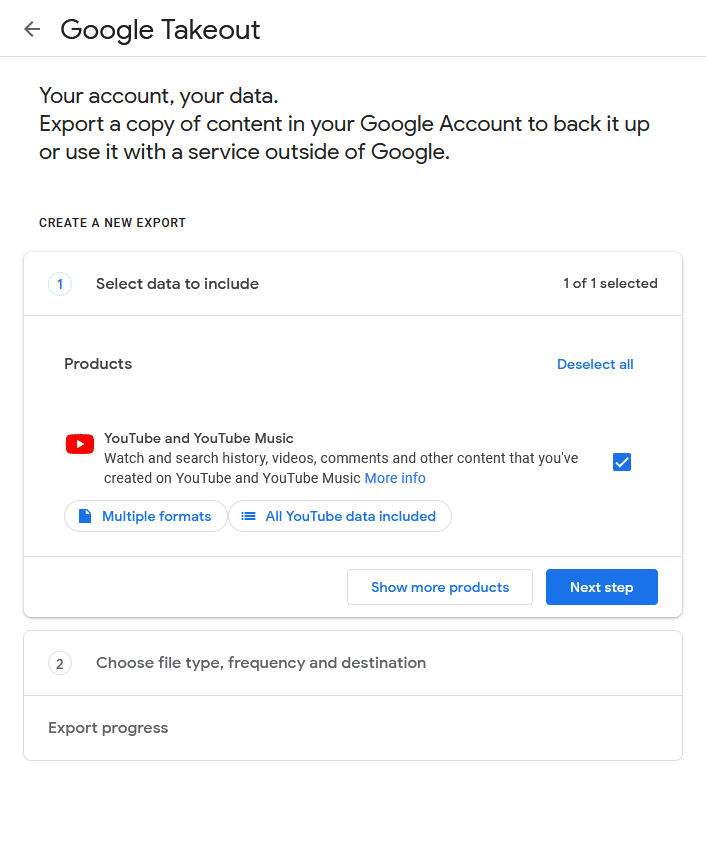 Google Takeout
Your account, your data.
Export a copy of content in your Google Account to back it up
or use it with a service outside of Google.
CREATE A NEW EXPORT
1 Select data to include 1 of 1 selected
Products Deselect all
YouTube and YouTube Music
Watch and search history, videos, comments and other content that you've
created on YouTube and YouTube Music More info
Multiple formats All YouTube data included
Show more products Next step
2 Choose file type, frequency and destination
Export progress